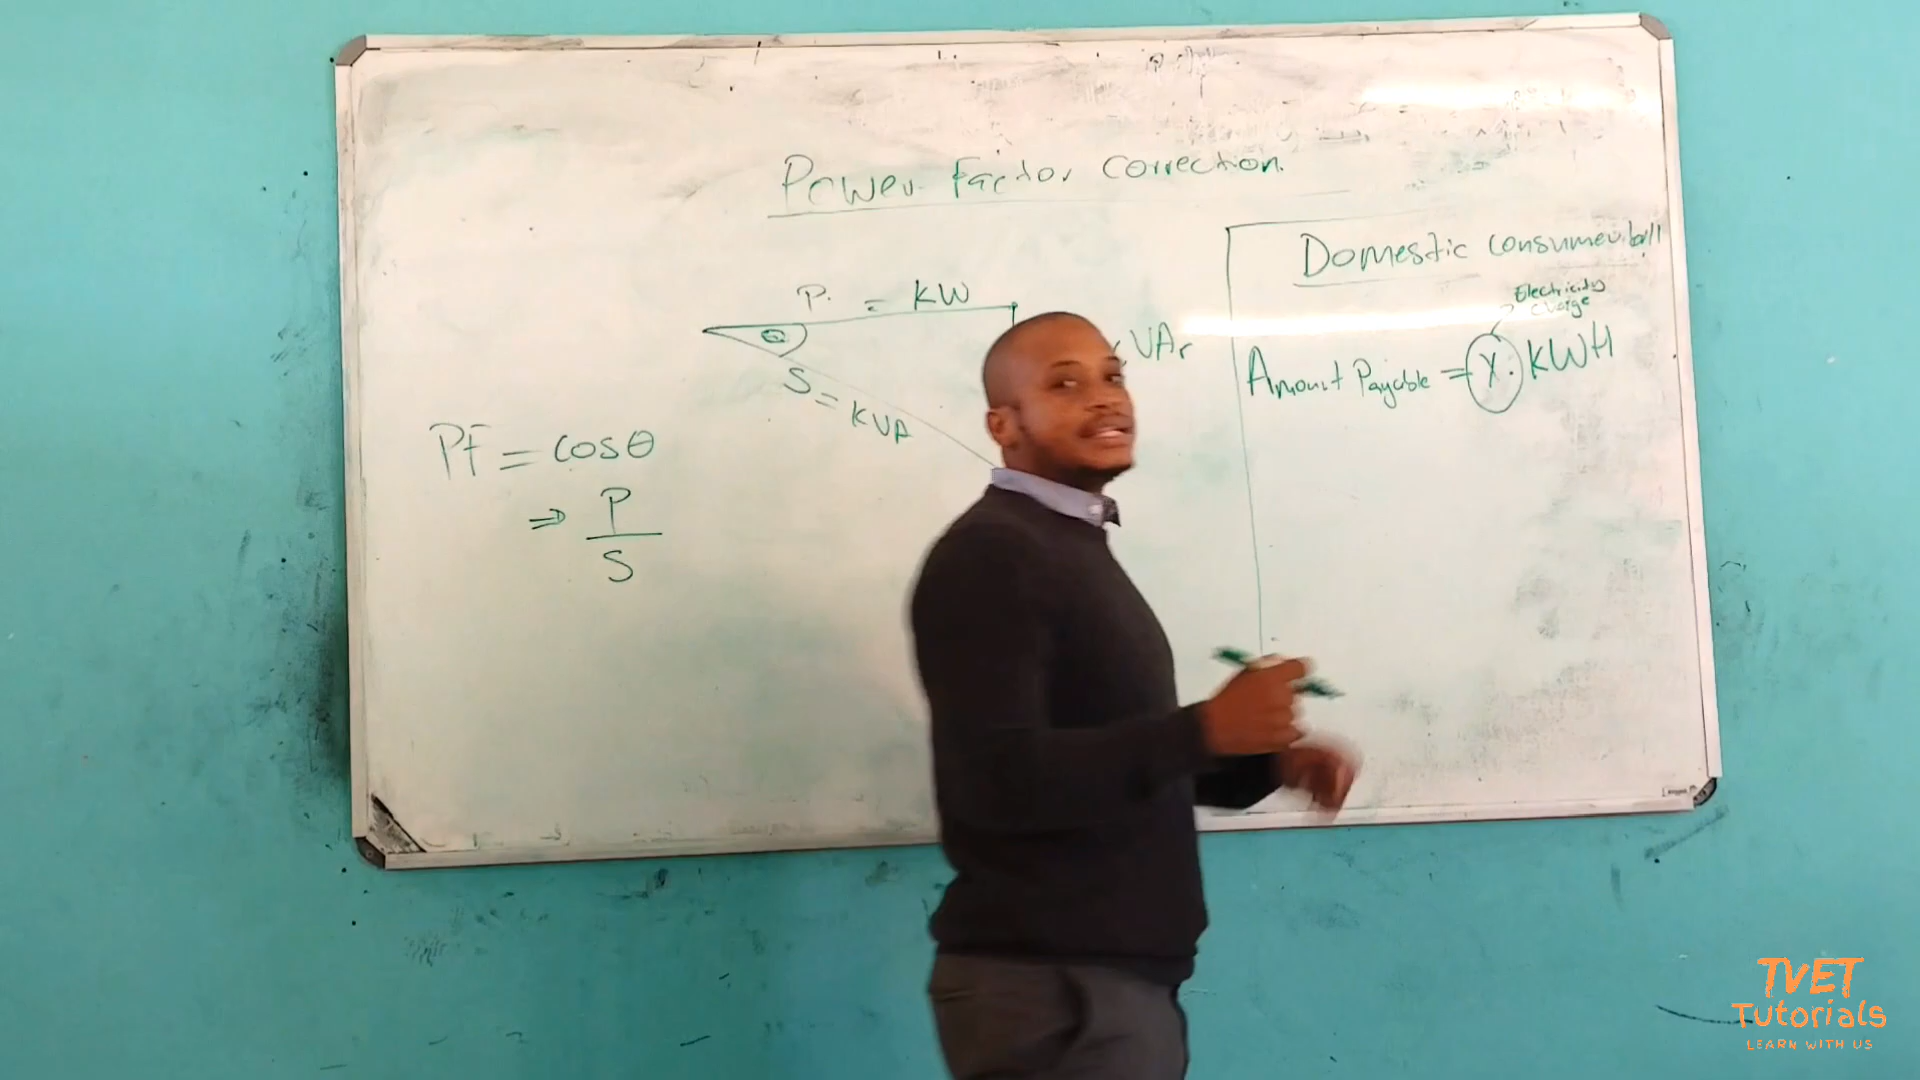 Power Factor Correction.
P. = KW
θ
S = KVA
VAr
PF = cosθ
⇒ P
S
Domestic consumer bill
Electricity
charge
Amount Payable = y. KWH
TVET
Tutorials
LEARN WITH US